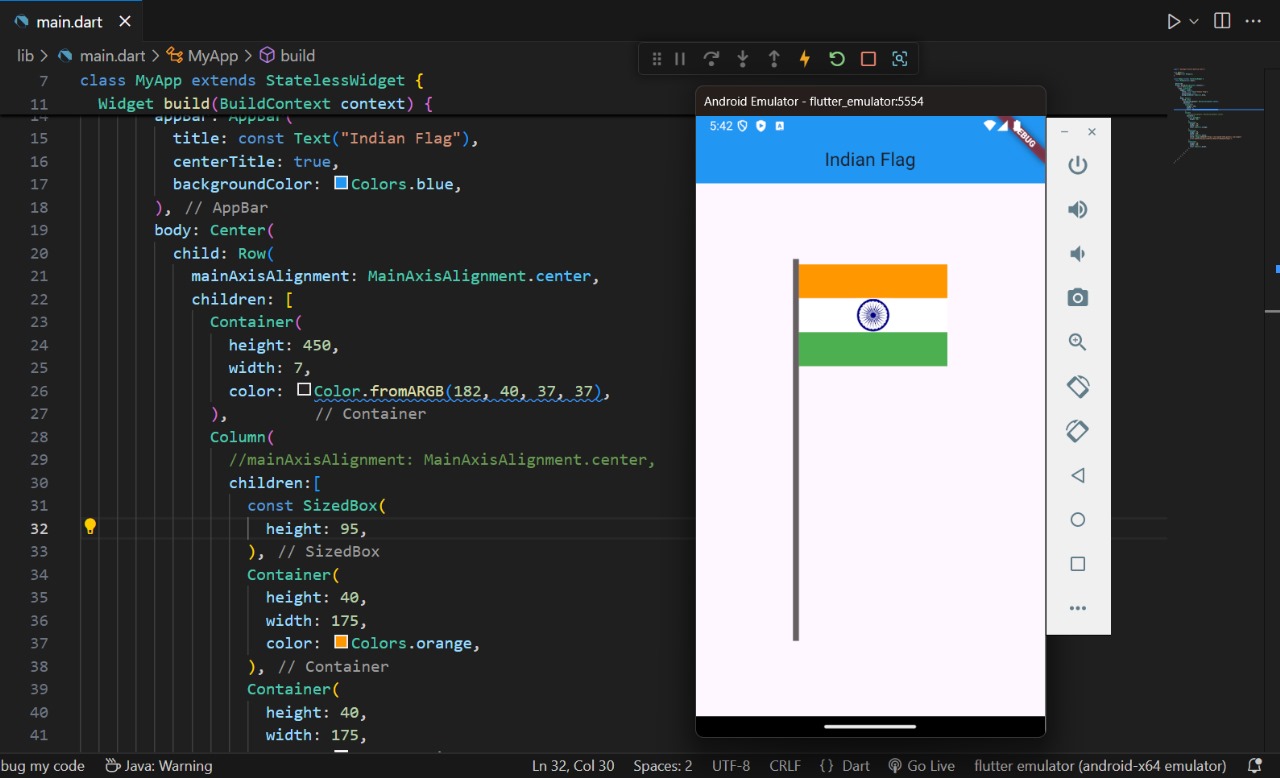 main.dart
lib > main.dart > MyApp > build
7 class MyApp extends StatelessWidget {
11 Widget build(BuildContext context) {
14 appBar: AppBar(
15 title: const Text("Indian Flag"),
16 centerTitle: true,
17 backgroundColor: Colors.blue,
18 ), // AppBar
19 body: Center(
20 child: Row(
21 mainAxisAlignment: MainAxisAlignment.center,
22 children: [
23 Container(
24 height: 450,
25 width: 7,
26 color: Color.fromARGB(182, 40, 37, 37),
27 ), // Container
28 Column(
29 //mainAxisAlignment: MainAxisAlignment.center,
30 children:[
31 const SizedBox(
32 height: 95,
33 ), // SizedBox
34 Container(
35 height: 40,
36 width: 175,
37 color: Colors.orange,
38 ), // Container
39 Container(
40 height: 40,
41 width: 175,
Android Emulator - flutter_emulator:5554
5:42
DEBUG
Indian Flag
bug my code Java: Warning Ln 32, Col 30 Spaces: 2 UTF-8 CRLF {} Dart Go Live flutter emulator (android-x64 emulator)